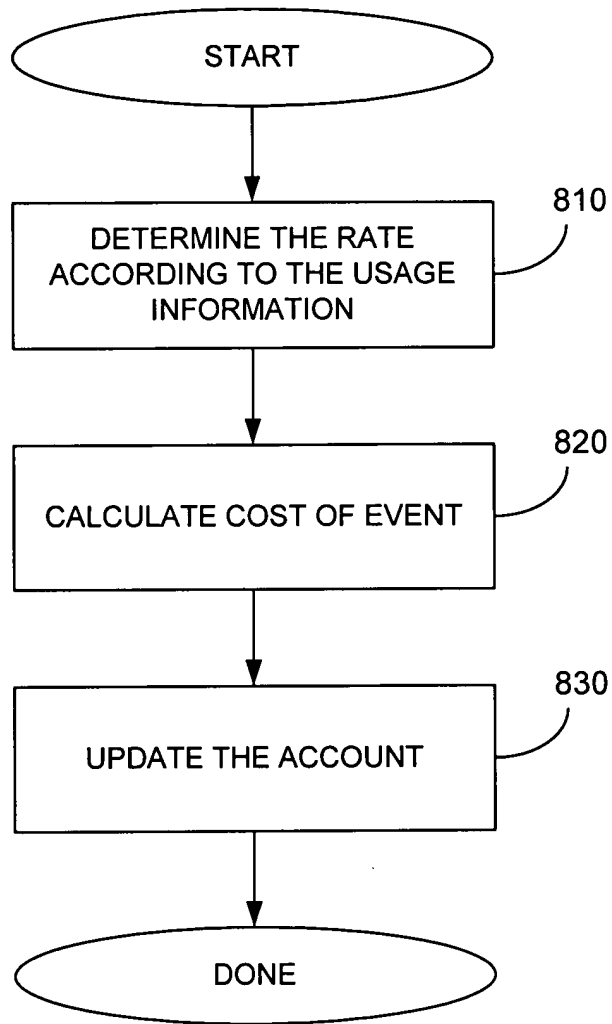 START
810
DETERMINE THE RATE
ACCORDING TO THE USAGE
INFORMATION
820
CALCULATE COST OF EVENT
830
UPDATE THE ACCOUNT
DONE